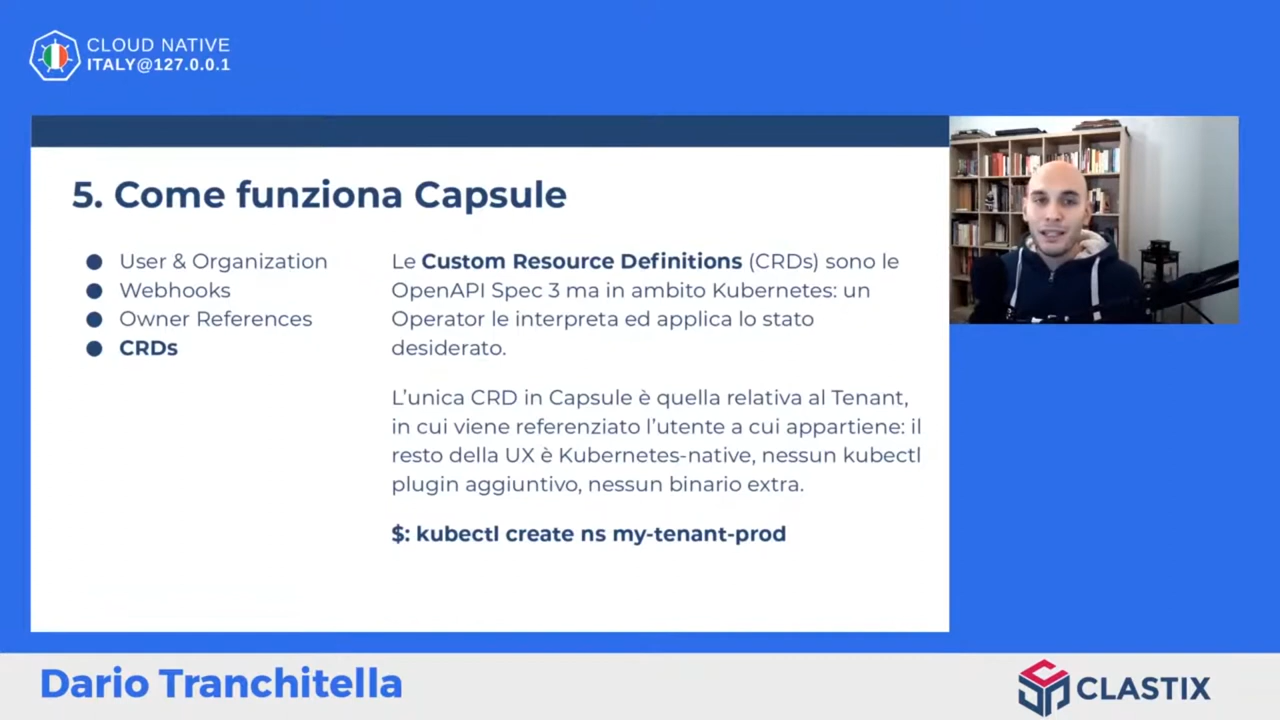 CLOUD NATIVE
ITALY@127.0.0.1
5. Come funziona Capsule
User & Organization
Webhooks
Owner References
CRDs
Le Custom Resource Definitions (CRDs) sono le
OpenAPI Spec 3 ma in ambito Kubernetes: un
Operator le interpreta ed applica lo stato
desiderato.
L'unica CRD in Capsule è quella relativa al Tenant,
in cui viene referenziato l'utente a cui appartiene: il
resto della UX è Kubernetes-native, nessun kubectl
plugin aggiuntivo, nessun binario extra.
$: kubectl create ns my-tenant-prod
Dario Tranchitella
CLASTIX